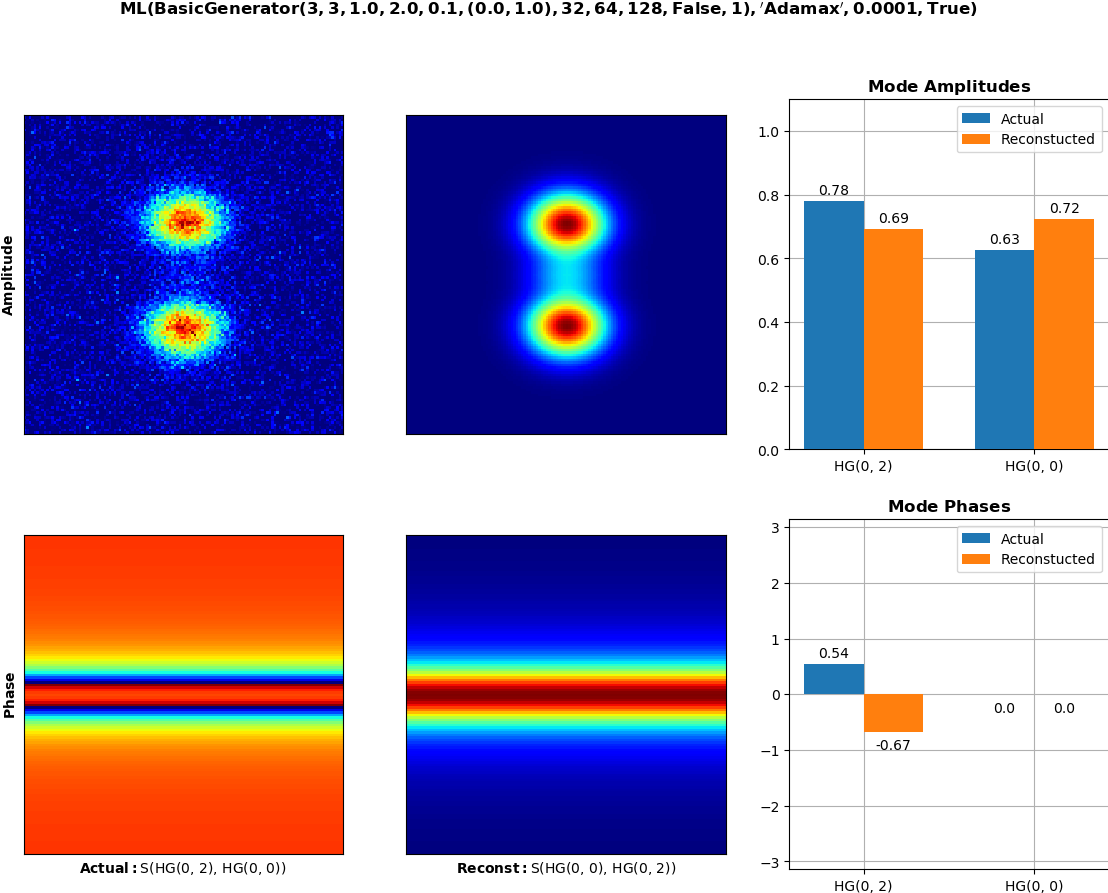 ML(BasicGenerator(3, 3, 1.0, 2.0, 0.1, (0.0, 1.0), 32, 64, 128, False, 1), ′Adamax′, 0.0001, True)
Amplitude
Mode Amplitudes
Actual
Reconstucted
1.0
0.8
0.6
0.4
0.2
0.0
0.78
0.69
0.63
0.72
HG(0, 2)
HG(0, 0)
Phase
Actual: S(HG(0, 2), HG(0, 0))
Reconst: S(HG(0, 0), HG(0, 2))
Mode Phases
Actual
Reconstucted
3
2
1
0
−1
−2
−3
0.54
-0.67
0.0
0.0
HG(0, 2)
HG(0, 0)